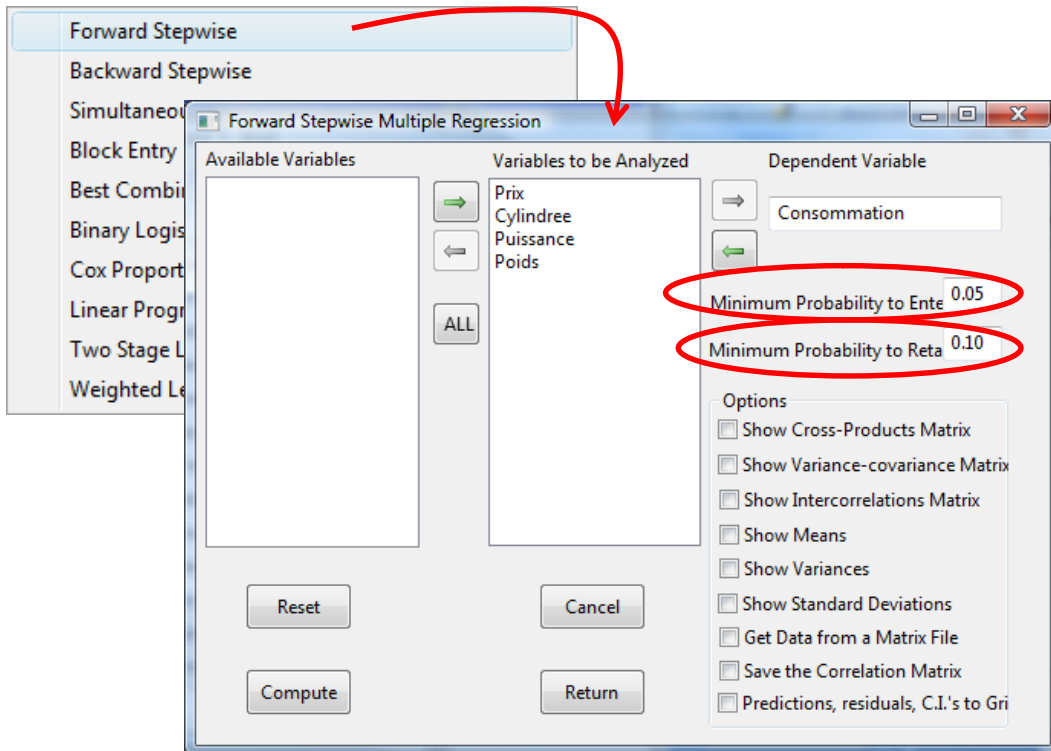 Forward Stepwise
Backward Stepwise
Simultaneou
Block Entry
Best Combi
Binary Logis
Cox Proport
Linear Progr
Two Stage L
Weighted Le
Forward Stepwise Multiple Regression
Available Variables
Variables to be Analyzed
Dependent Variable
Prix
Cylindree
Puissance
Poids
Consommation
ALL
Minimum Probability to Ente 0.05
Minimum Probability to Reta 0.10
Options
Show Cross-Products Matrix
Show Variance-covariance Matrix
Show Intercorrelations Matrix
Show Means
Show Variances
Show Standard Deviations
Get Data from a Matrix File
Save the Correlation Matrix
Predictions, residuals, C.I.'s to Gri
Reset
Cancel
Compute
Return